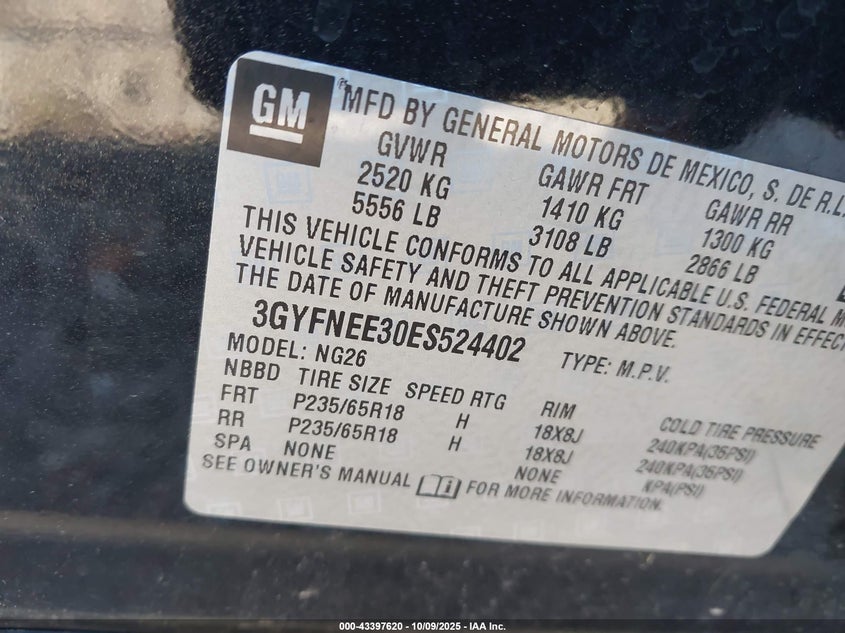 GM
MFD BY GENERAL MOTORS DE MEXICO, S. DE R.L.
GVWR GAWR FRT GAWR RR
2520 KG 1410 KG 1300 KG
5556 LB 3108 LB 2866 LB
THIS VEHICLE CONFORMS TO ALL APPLICABLE U.S. FEDERAL M
VEHICLE SAFETY AND THEFT PREVENTION STANDARDS IN EFFECT
THE DATE OF MANUFACTURE SHOWN ABOVE.
3GYFNEE30ES524402 TYPE: M.P.V.
MODEL: NG26
NBBD TIRE SIZE SPEED RTG RIM COLD TIRE PRESSURE
FRT P235/65R18 H 18X8J 240KPA(35PSI)
RR P235/65R18 H 18X8J 240KPA(35PSI)
SPA NONE NONE KPA(PSI)
SEE OWNER'S MANUAL FOR MORE INFORMATION.
000-43397620 - 10/09/2025 - IAA Inc.